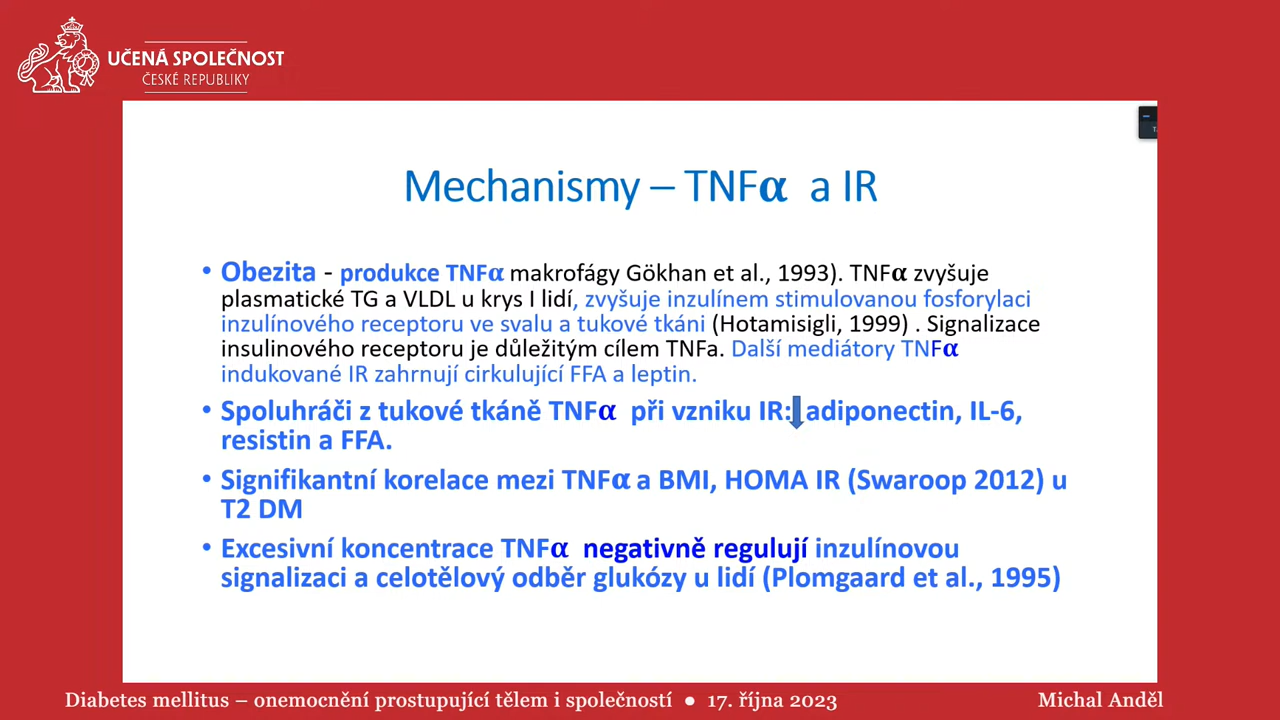 UČENÁ SPOLEČNOST
ČESKÉ REPUBLIKY
Mechanismy – TNFα a IR
• Obezita - produkce TNFα makrofágy Gökhan et al., 1993). TNFα zvyšuje
plasmatické TG a VLDL u krys I lidí, zvyšuje inzulínem stimulovanou fosforylaci
inzulínového receptoru ve svalu a tukové tkáni (Hotamisigli, 1999) . Signalizace
insulinového receptoru je důležitým cílem TNFa. Další mediátory TNFα
indukované IR zahrnují cirkulující FFA a leptin.
• Spoluhráči z tukové tkáně TNFα při vzniku IR: adiponectin, IL-6,
resistin a FFA.
• Signifikantní korelace mezi TNFα a BMI, HOMA IR (Swaroop 2012) u
T2 DM
• Excesivní koncentrace TNFα negativně regulují inzulínovou
signalizaci a celotělový odběr glukózy u lidí (Plomgaard et al., 1995)
Diabetes mellitus – onemocnění prostupující tělem i společností ● 17. října 2023 Michal Anděl